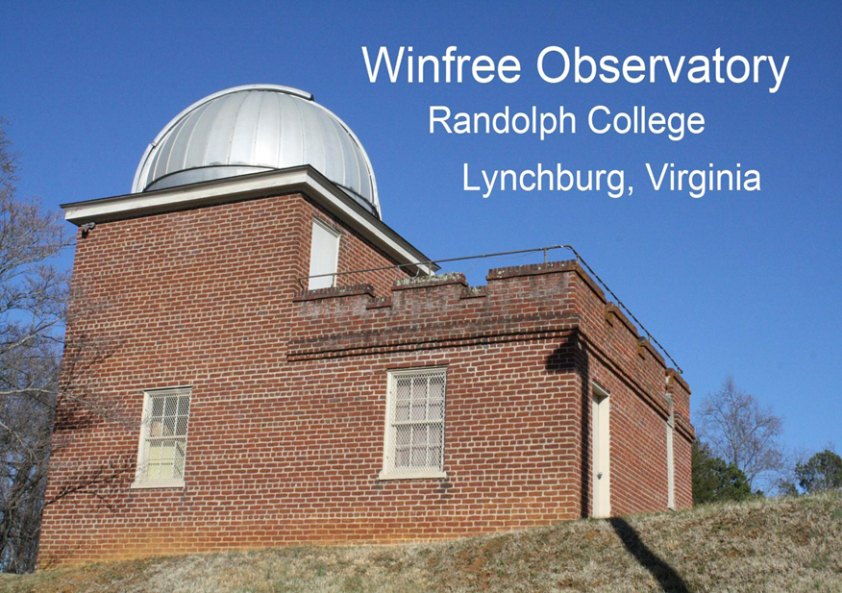 Winfree Observatory
Randolph College
Lynchburg, Virginia